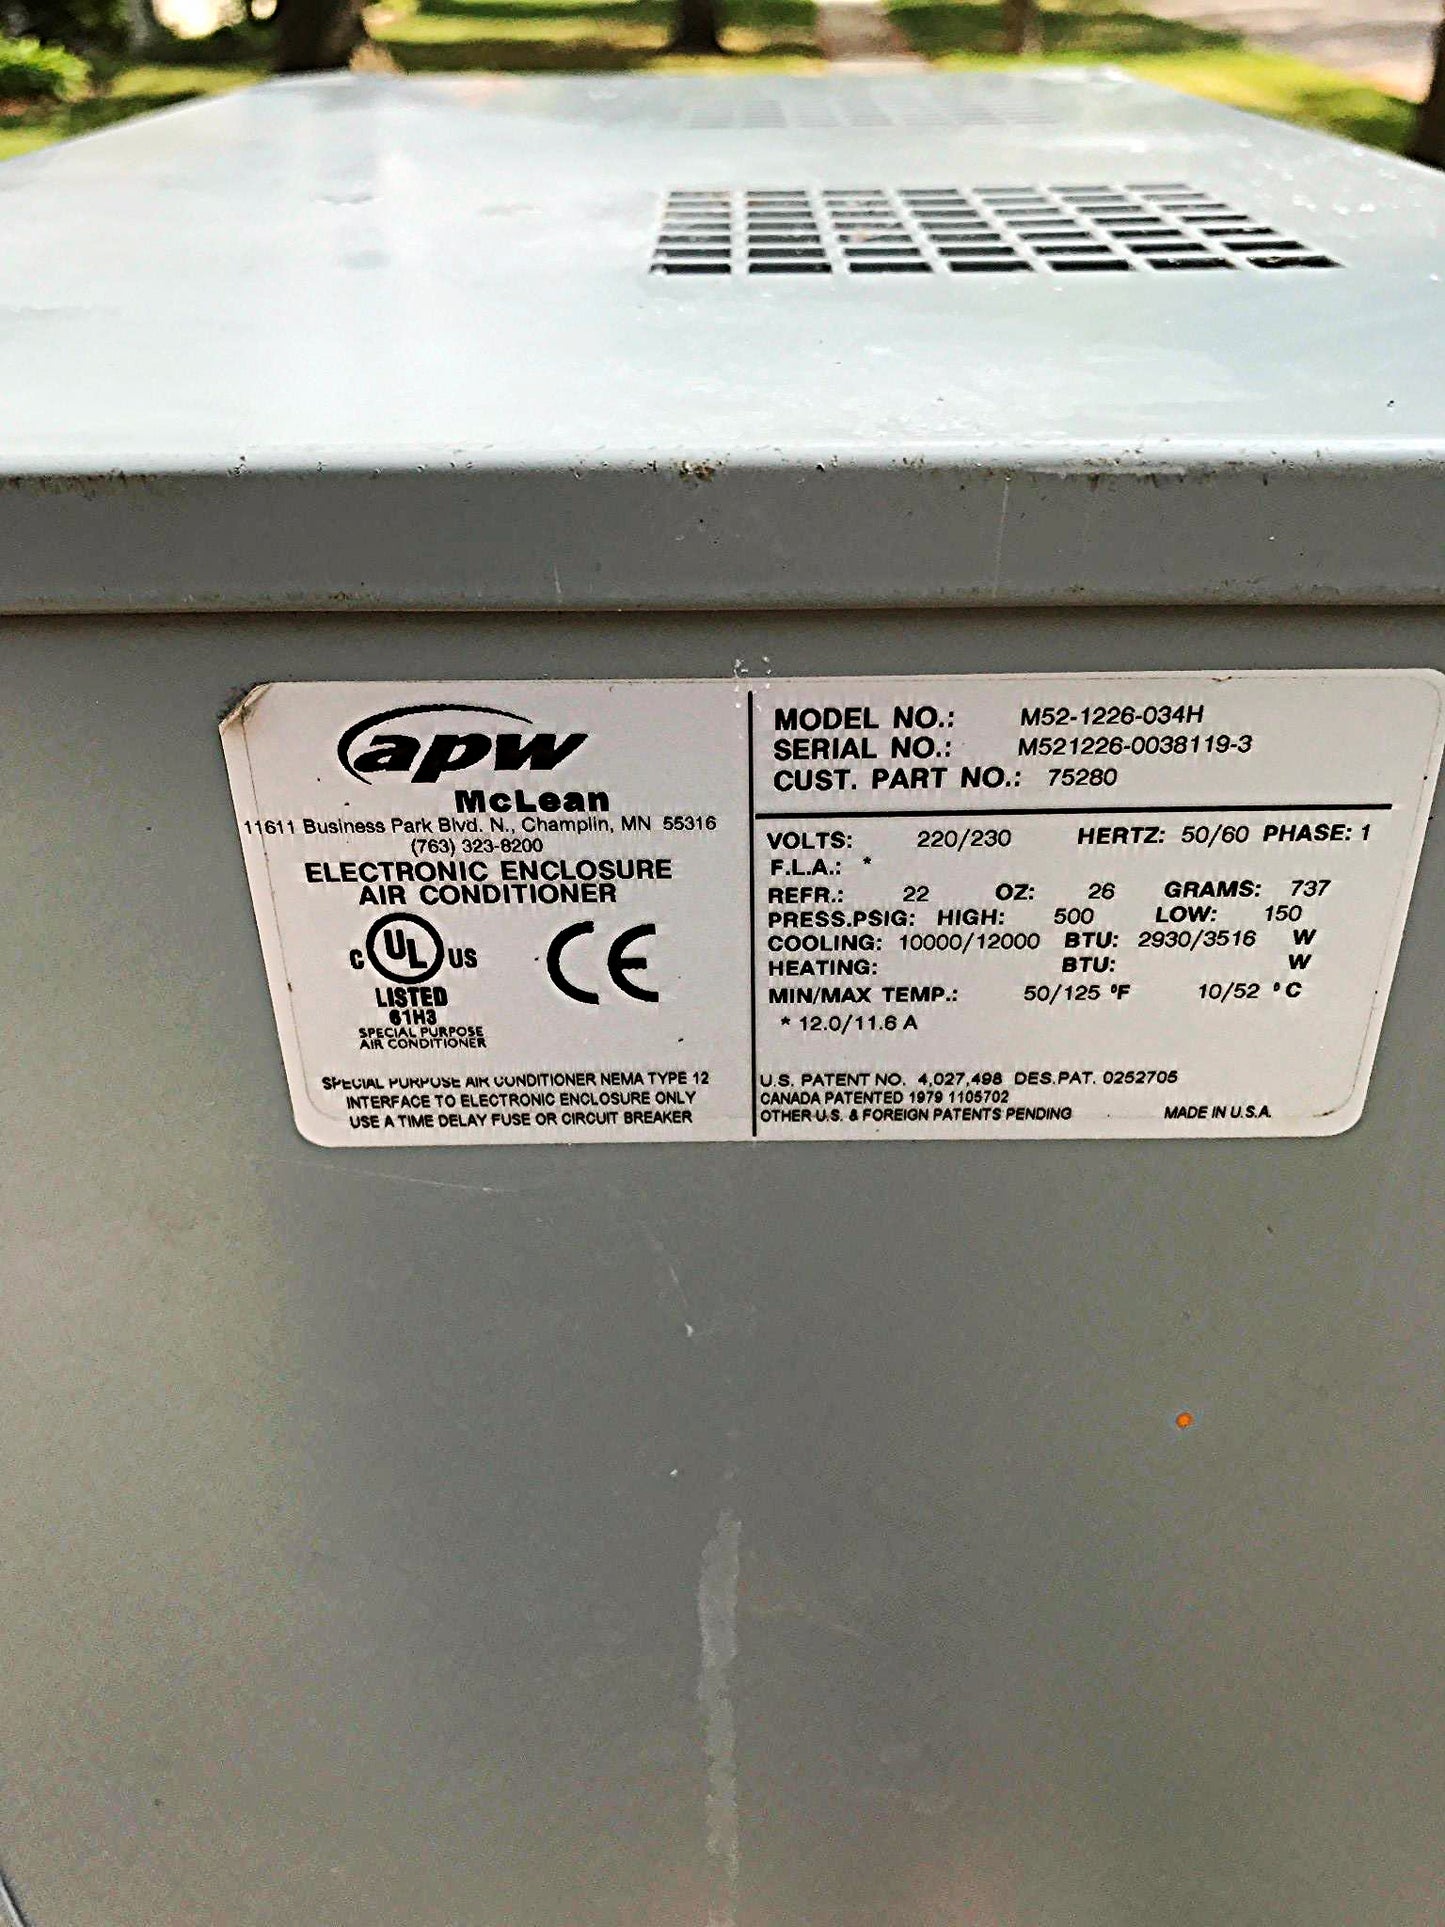 apw
McLean
11611 Business Park Blvd. N., Champlin, MN 55316
(763) 323-8200
ELECTRONIC ENCLOSURE
AIR CONDITIONER
C UL US
CE
LISTED
61H3
SPECIAL PURPOSE
AIR CONDITIONER
SPECIAL PURPOSE AIR CONDITIONER NEMA TYPE 12
INTERFACE TO ELECTRONIC ENCLOSURE ONLY
USE A TIME DELAY FUSE OR CIRCUIT BREAKER
MODEL NO.: M52-1226-034H
SERIAL NO.: M521226-0038119-3
CUST. PART NO.: 75280
VOLTS: 220/230 HERTZ: 50/60 PHASE: 1
F.L.A.: *
REFR.: 22 OZ: 26 GRAMS: 737
PRESS.PSIG: HIGH: 500 LOW: 150
COOLING: 10000/12000 BTU: 2930/3516 W
HEATING: BTU: W
MIN/MAX TEMP.: 50/125 °F 10/52 °C
* 12.0/11.6 A
U.S. PATENT NO. 4,027,498 DES.PAT. 0252705
CANADA PATENTED 1979 1105702
OTHER U.S. & FOREIGN PATENTS PENDING MADE IN U.S.A.